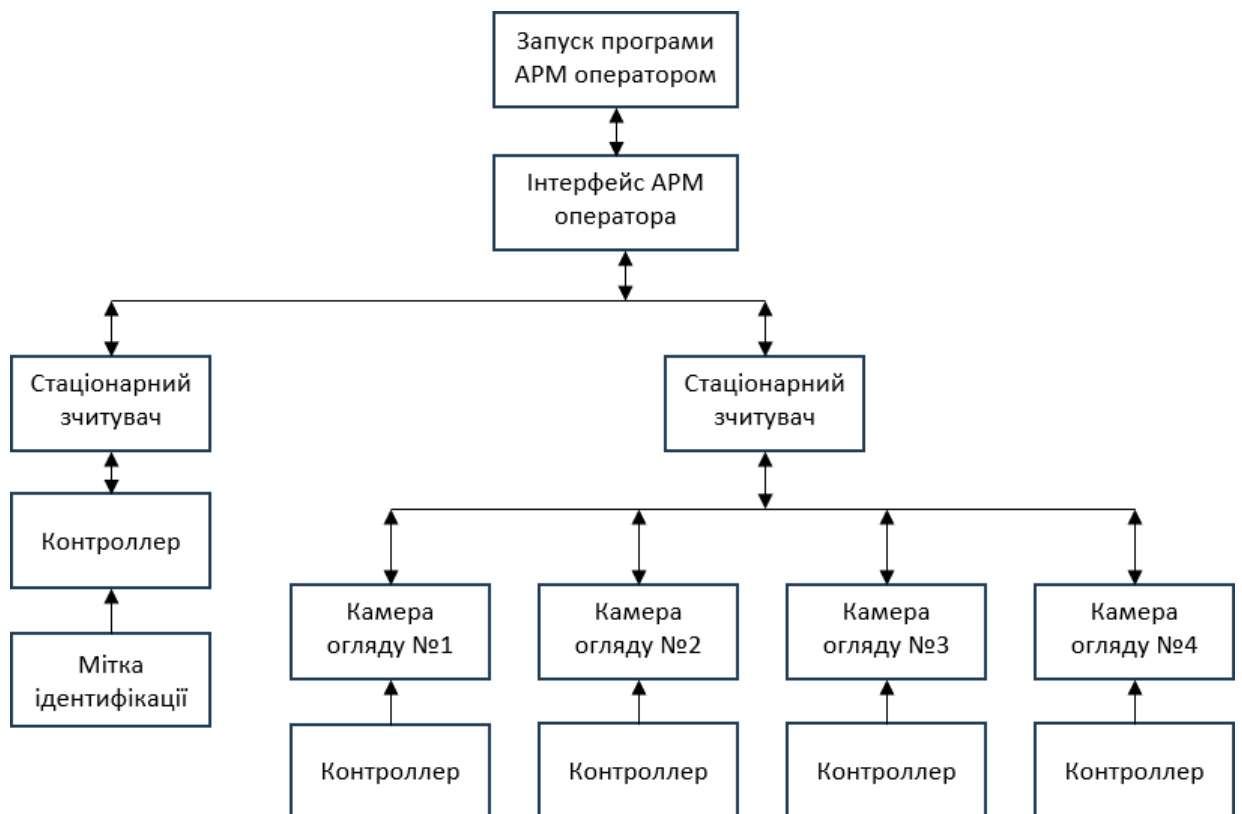 Запуск програми
АРМ оператором
Інтерфейс АРМ
оператора
Стаціонарний
зчитувач
Стаціонарний
зчитувач
Контроллер
Мітка
ідентифікації
Камера
огляду №1
Камера
огляду №2
Камера
огляду №3
Камера
огляду №4
Контроллер
Контроллер
Контроллер
Контроллер